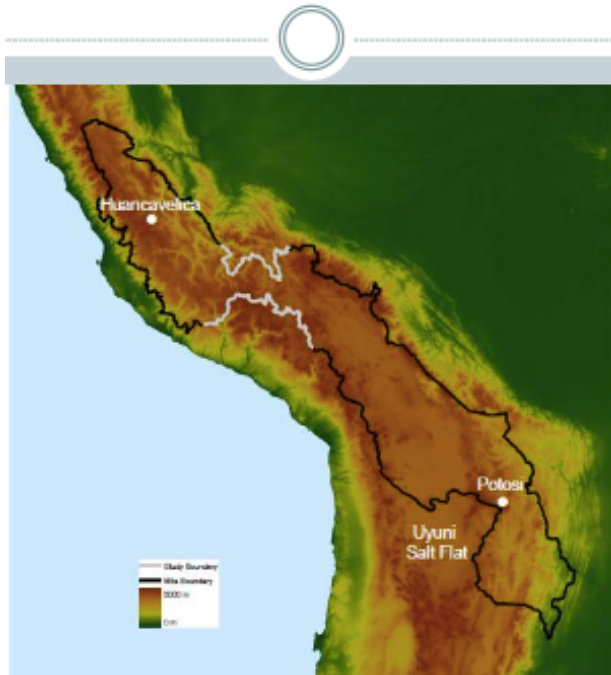 Huancavelica
Potosi
Uyuni
Salt Flat
Study Boundary
Mita Boundary
5000 m
0 m